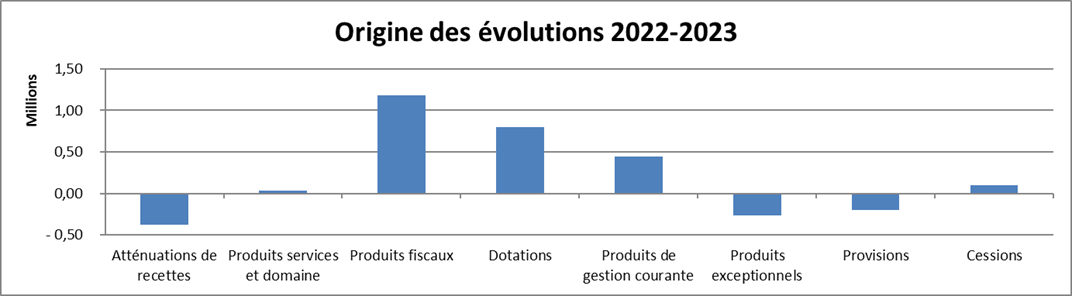 Origine des évolutions 2022-2023
Millions
1,50
1,00
0,50
0,00
- 0,50
Atténuations de
recettes
Produits services
et domaine
Produits fiscaux
Dotations
Produits de
gestion courante
Produits
exceptionnels
Provisions
Cessions